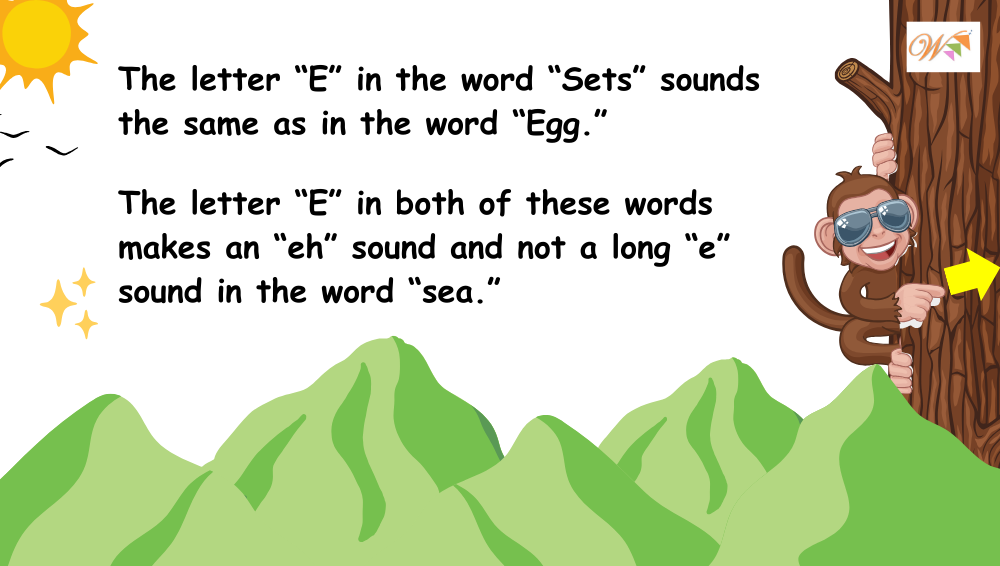 The letter “E” in the word “Sets” sounds
the same as in the word “Egg.”
The letter “E” in both of these words
makes an “eh” sound and not a long “e”
sound in the word “sea.”
W